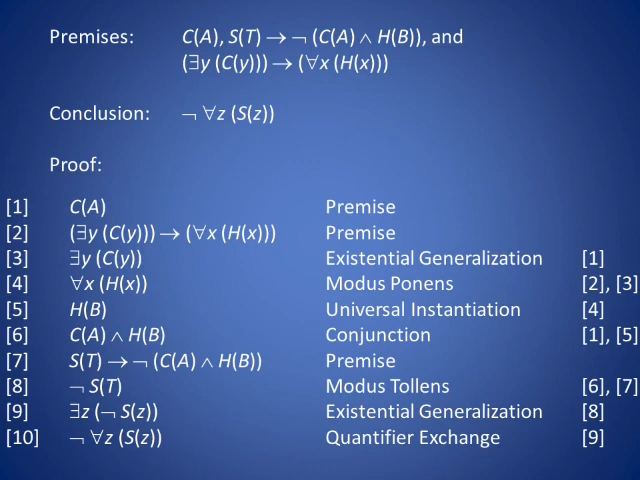 Premises: C(A), S(T) → ¬ (C(A) ∧ H(B)), and
(∃y (C(y))) → (∀x (H(x)))
Conclusion: ¬ ∀z (S(z))
Proof:
[1] C(A) Premise
[2] (∃y (C(y))) → (∀x (H(x))) Premise
[3] ∃y (C(y)) Existential Generalization [1]
[4] ∀x (H(x)) Modus Ponens [2], [3]
[5] H(B) Universal Instantiation [4]
[6] C(A) ∧ H(B) Conjunction [1], [5]
[7] S(T) → ¬ (C(A) ∧ H(B)) Premise
[8] ¬ S(T) Modus Tollens [6], [7]
[9] ∃z (¬ S(z)) Existential Generalization [8]
[10] ¬ ∀z (S(z)) Quantifier Exchange [9]